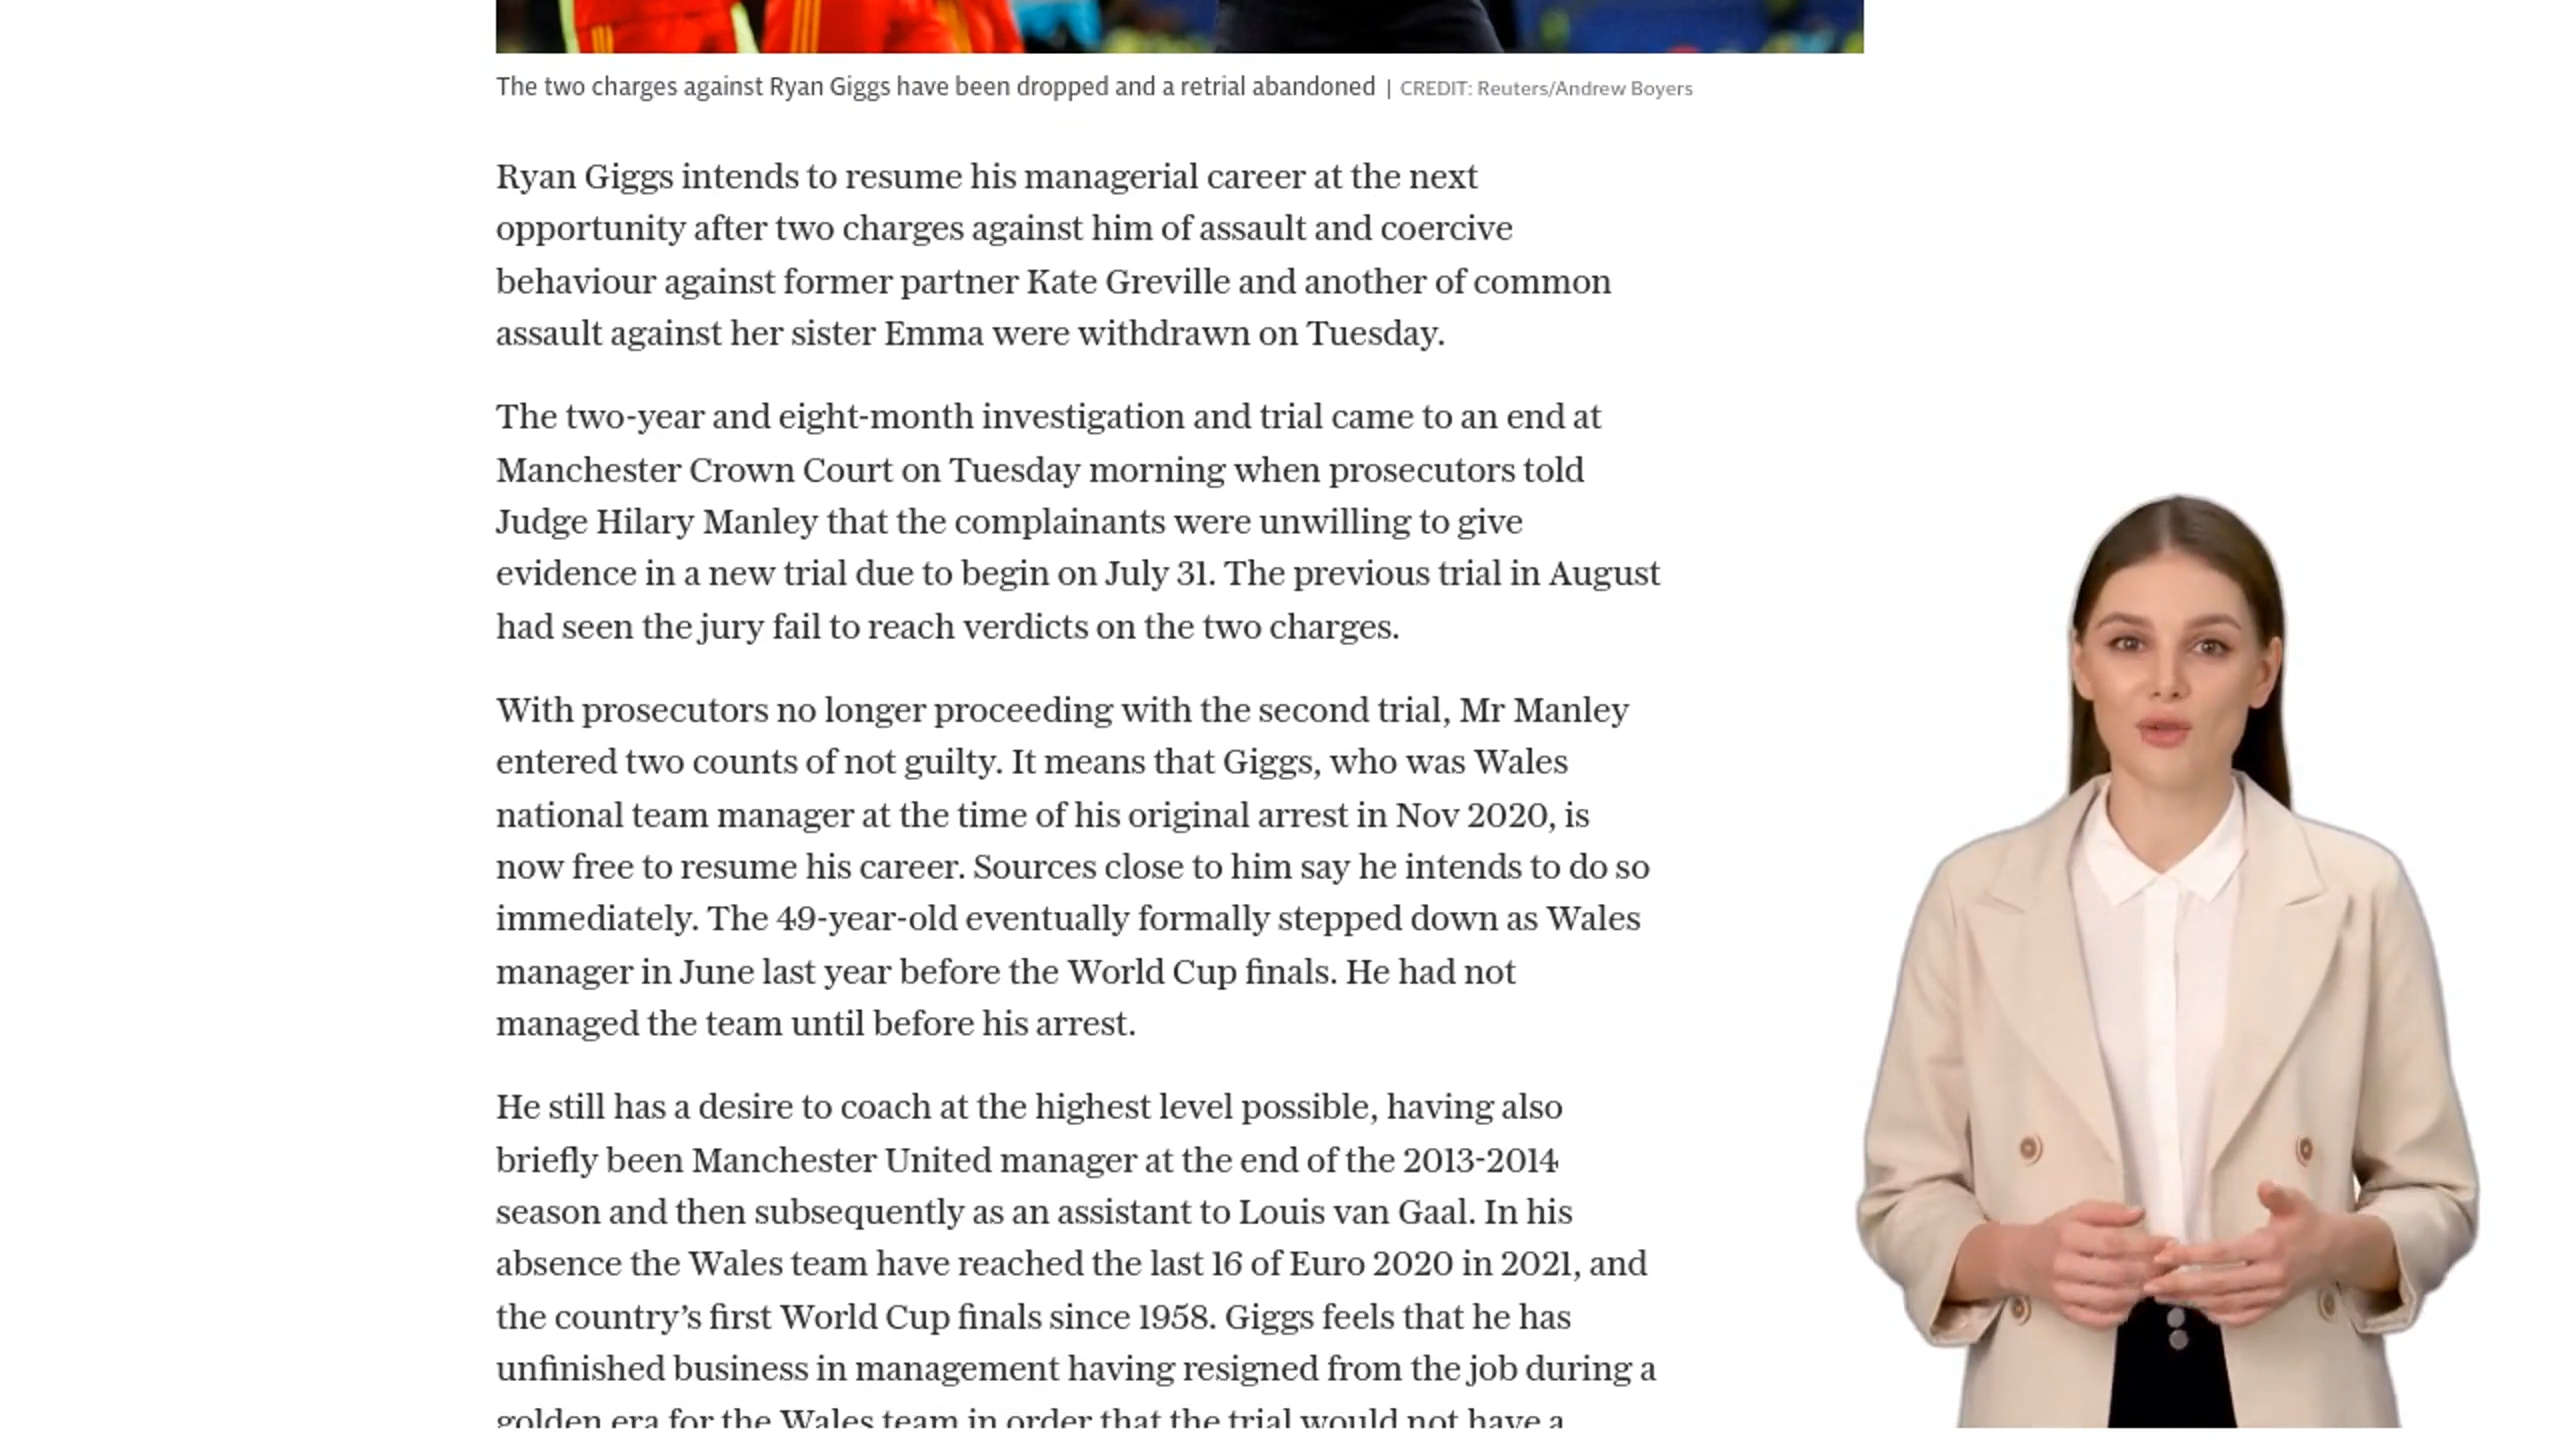 The two charges against Ryan Giggs have been dropped and a retrial abandoned | CREDIT: Reuters/Andrew Boyers
Ryan Giggs intends to resume his managerial career at the next
opportunity after two charges against him of assault and coercive
behaviour against former partner Kate Greville and another of common
assault against her sister Emma were withdrawn on Tuesday.
The two-year and eight-month investigation and trial came to an end at
Manchester Crown Court on Tuesday morning when prosecutors told
Judge Hilary Manley that the complainants were unwilling to give
evidence in a new trial due to begin on July 31. The previous trial in August
had seen the jury fail to reach verdicts on the two charges.
With prosecutors no longer proceeding with the second trial, Mr Manley
entered two counts of not guilty. It means that Giggs, who was Wales
national team manager at the time of his original arrest in Nov 2020, is
now free to resume his career. Sources close to him say he intends to do so
immediately. The 49-year-old eventually formally stepped down as Wales
manager in June last year before the World Cup finals. He had not
managed the team until before his arrest.
He still has a desire to coach at the highest level possible, having also
briefly been Manchester United manager at the end of the 2013-2014
season and then subsequently as an assistant to Louis van Gaal. In his
absence the Wales team have reached the last 16 of Euro 2020 in 2021, and
the country’s first World Cup finals since 1958. Giggs feels that he has
unfinished business in management having resigned from the job during a
golden era for the Wales team in order that the trial would not have a